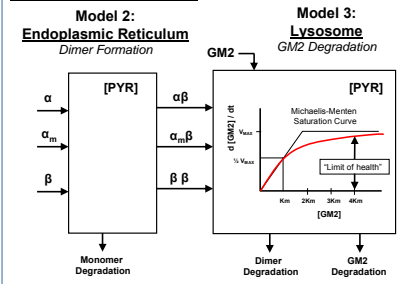 Model 2:
Endoplasmic Reticulum
Dimer Formation
Model 3:
Lysosome
GM2 Degradation
GM2
[PYR]
[PYR]
α
αm
β
αβ
αmβ
β β
Michaelis-Menten
Saturation Curve
d [GM2] / dt
VMAX
½ VMAX
"Limit of health"
Km 2Km 3Km 4Km
[GM2]
Monomer
Degradation
Dimer
Degradation
GM2
Degradation